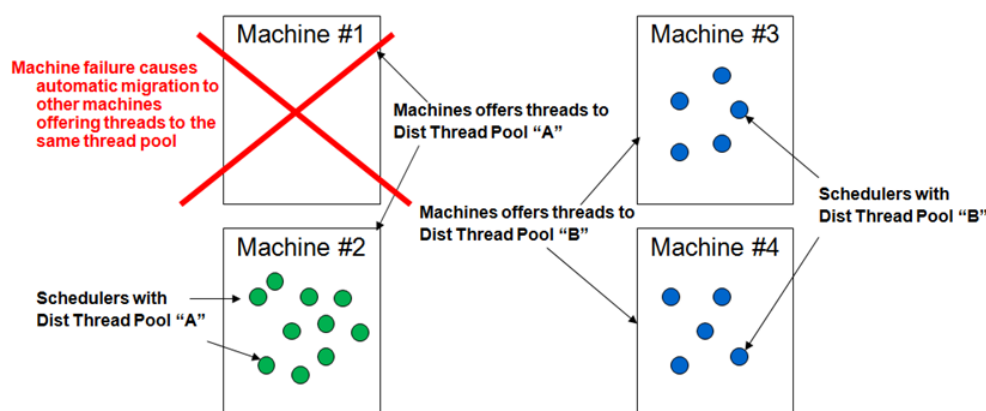 Machine #1
Machine failure causes
automatic migration to
other machines
offering threads to the
same thread pool
Machines offers threads to
Dist Thread Pool “A”
Machine #3
Machines offers threads to
Dist Thread Pool “B”
Schedulers with
Dist Thread Pool “B”
Machine #2
Schedulers with
Dist Thread Pool “A”
Machine #4